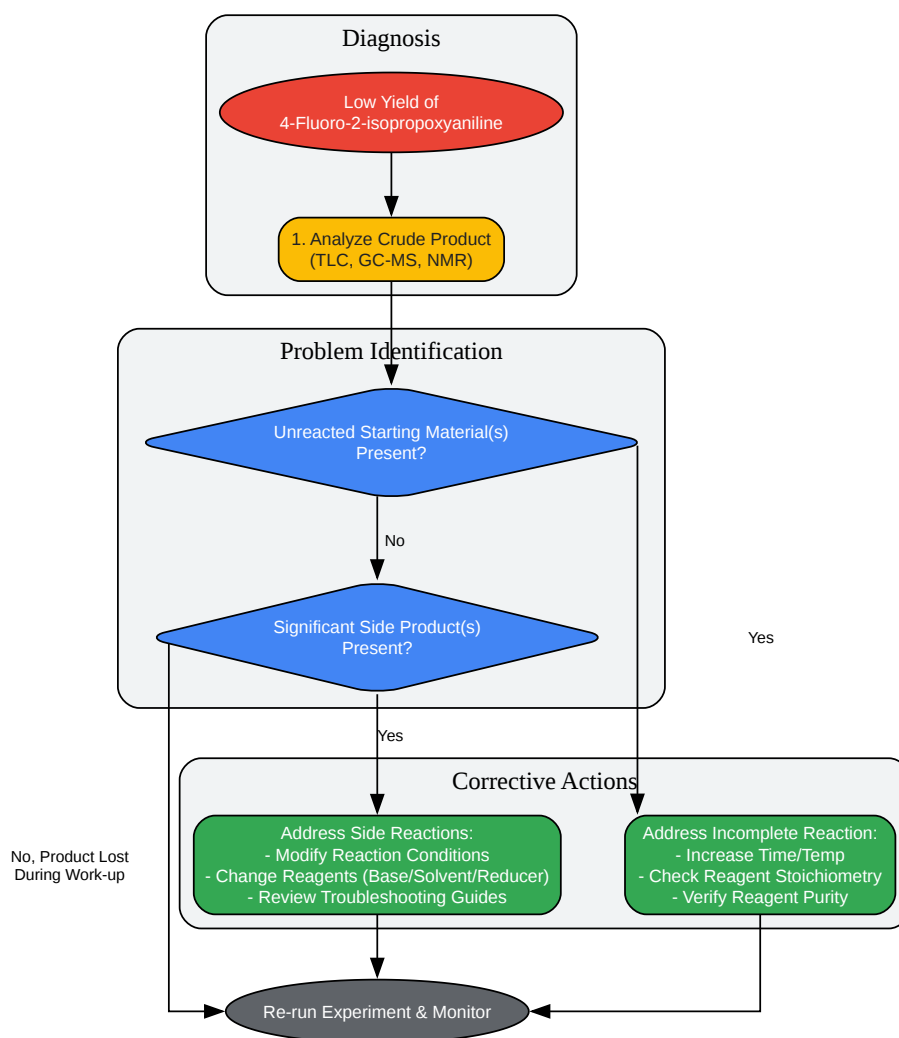 Diagnosis
Low Yield of
4-Fluoro-2-isopropoxyaniline
1. Analyze Crude Product
(TLC, GC-MS, NMR)
Problem Identification
Unreacted Starting Material(s)
Present?
No
Significant Side Product(s)
Present?
Yes
Yes
Corrective Actions
Address Side Reactions:
- Modify Reaction Conditions
- Change Reagents (Base/Solvent/Reducer)
- Review Troubleshooting Guides
Address Incomplete Reaction:
- Increase Time/Temp
- Check Reagent Stoichiometry
- Verify Reagent Purity
No, Product Lost
During Work-up
Re-run Experiment & Monitor